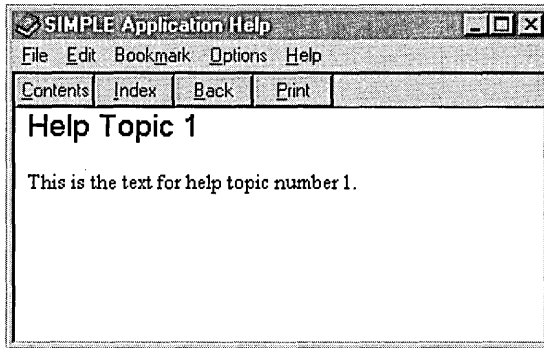 SIMPLE Application Help
File Edit Bookmark Options Help
Contents Index Back Print
Help Topic 1
This is the text for help topic number 1.